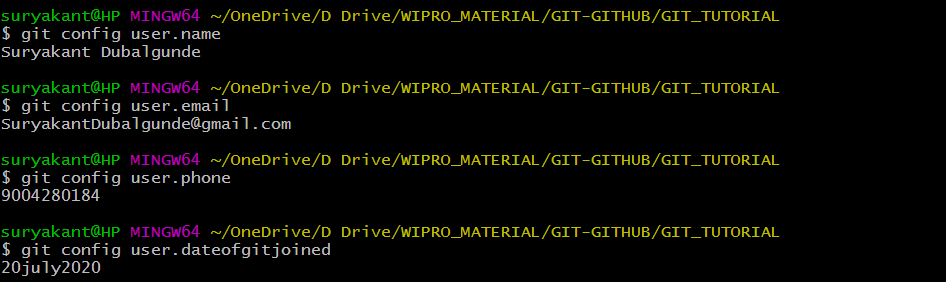 suryakant@HP MINGW64 ~/OneDrive/D Drive/WIPRO_MATERIAL/GIT-GITHUB/GIT_TUTORIAL
$ git config user.name
Suryakant Dubalgunde
suryakant@HP MINGW64 ~/OneDrive/D Drive/WIPRO_MATERIAL/GIT-GITHUB/GIT_TUTORIAL
$ git config user.email
SuryakantDubalgunde@gmail.com
suryakant@HP MINGW64 ~/OneDrive/D Drive/WIPRO_MATERIAL/GIT-GITHUB/GIT_TUTORIAL
$ git config user.phone
9004280184
suryakant@HP MINGW64 ~/OneDrive/D Drive/WIPRO_MATERIAL/GIT-GITHUB/GIT_TUTORIAL
$ git config user.dateofgitjoined
20july2020